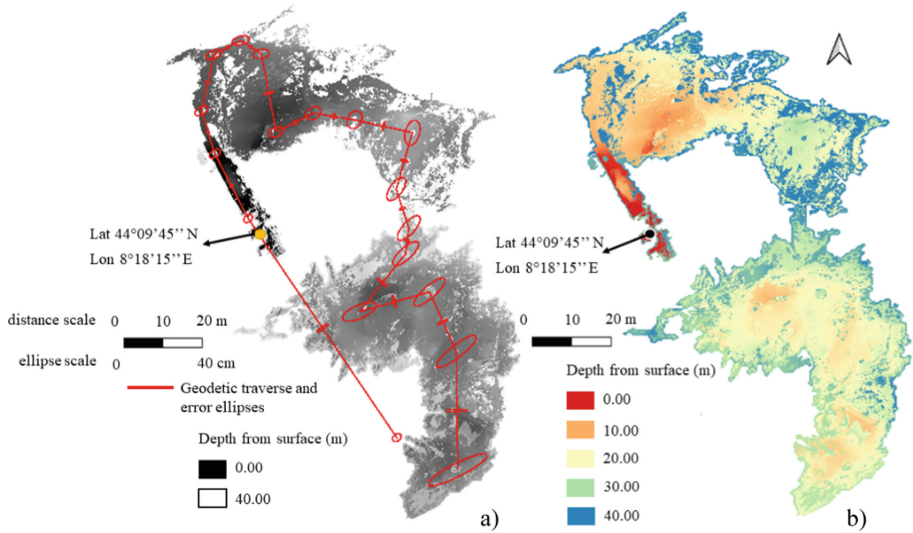 Lat 44°09’45’’ N
Lon 8°18’15’’ E
distance scale 0 10 20 m
ellipse scale 0 40 cm
Geodetic traverse and
error ellipses
Depth from surface (m)
0.00
40.00
a)
Lat 44°09’45’’ N
Lon 8°18’15’’ E
0 10 20 m
Depth from surface (m)
0.00
10.00
20.00
30.00
40.00
b)